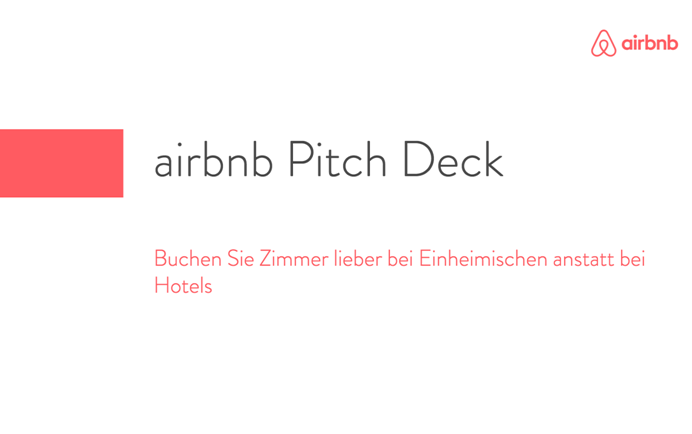 airbnb
airbnb Pitch Deck
Buchen Sie Zimmer lieber bei Einheimischen anstatt bei
Hotels